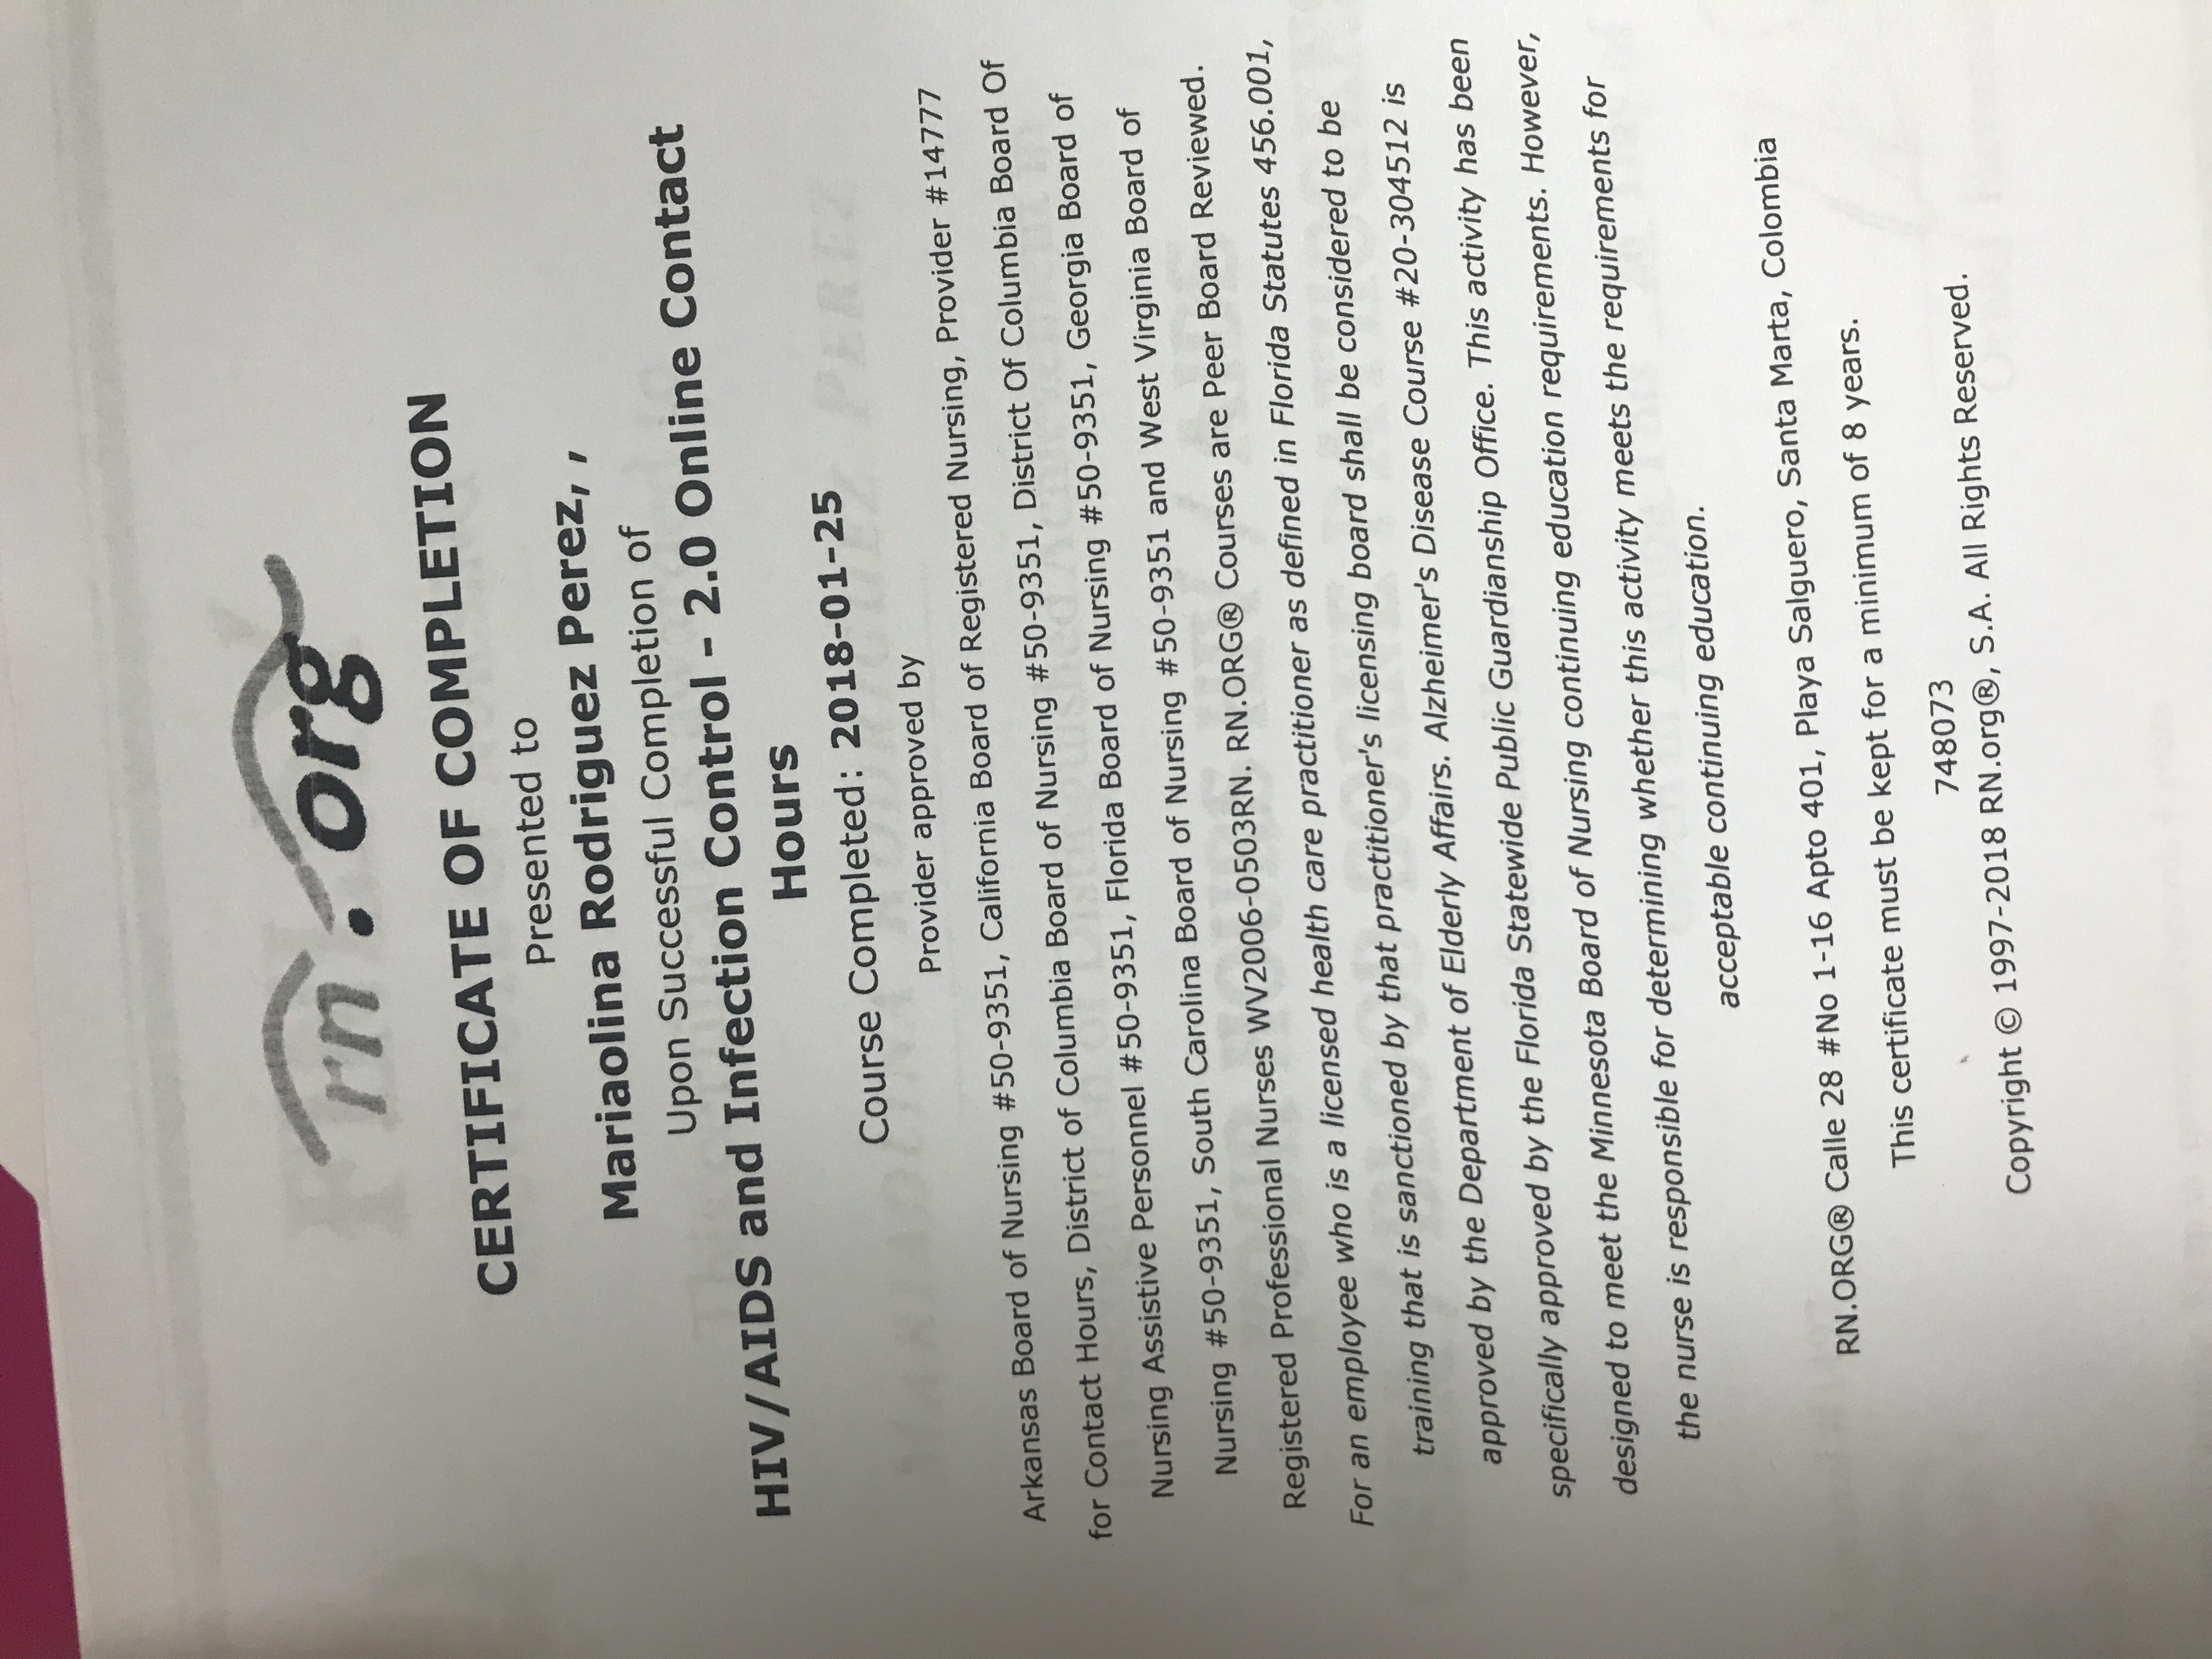 rn.org
CERTIFICATE OF COMPLETION
Presented to
Mariaolina Rodriguez Perez, ,
Upon Successful Completion of
HIV/AIDS and Infection Control - 2.0 Online Contact
Hours
Course Completed: 2018-01-25
Provider approved by
Arkansas Board of Nursing #50-9351, California Board of Registered Nursing, Provider #14777
for Contact Hours, District of Columbia Board of Nursing #50-9351, District Of Columbia Board Of
Nursing Assistive Personnel #50-9351, Florida Board of Nursing #50-9351, Georgia Board of
Nursing #50-9351, South Carolina Board of Nursing #50-9351 and West Virginia Board of
Registered Professional Nurses WV2006-0503RN. RN.ORG® Courses are Peer Board Reviewed.
For an employee who is a licensed health care practitioner as defined in Florida Statutes 456.001,
training that is sanctioned by that practitioner's licensing board shall be considered to be
approved by the Department of Elderly Affairs. Alzheimer's Disease Course #20-304512 is
specifically approved by the Florida Statewide Public Guardianship Office. This activity has been
designed to meet the Minnesota Board of Nursing continuing education requirements. However,
the nurse is responsible for determining whether this activity meets the requirements for
acceptable continuing education.
RN.ORG® Calle 28 #No 1-16 Apto 401, Playa Salguero, Santa Marta, Colombia
This certificate must be kept for a minimum of 8 years.
748073
Copyright © 1997-2018 RN.org®, S.A. All Rights Reserved.